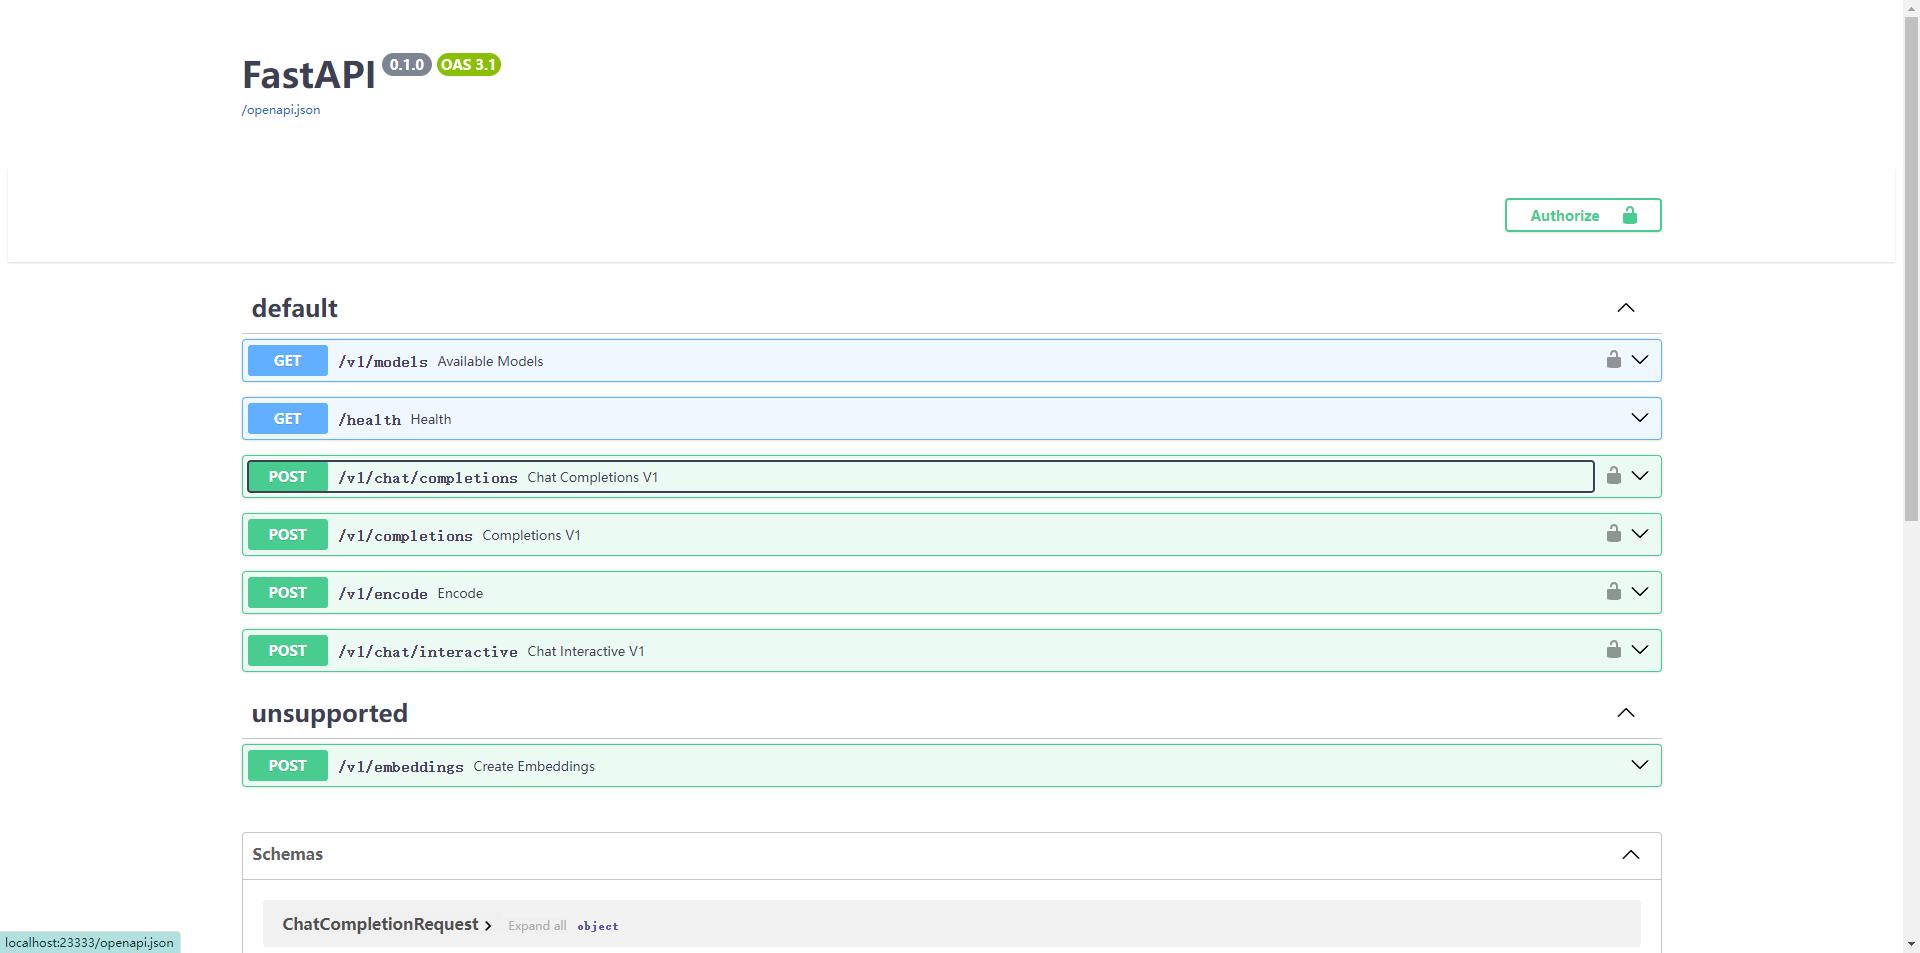 FastAPI 0.1.0 OAS 3.1
/openapi.json
Authorize
default
GET /v1/models Available Models
GET /health Health
POST /v1/chat/completions Chat Completions V1
POST /v1/completions Completions V1
POST /v1/encode Encode
POST /v1/chat/interactive Chat Interactive V1
unsupported
POST /v1/embeddings Create Embeddings
Schemas
ChatCompletionRequest Expand all object
localhost:23333/openapi.json